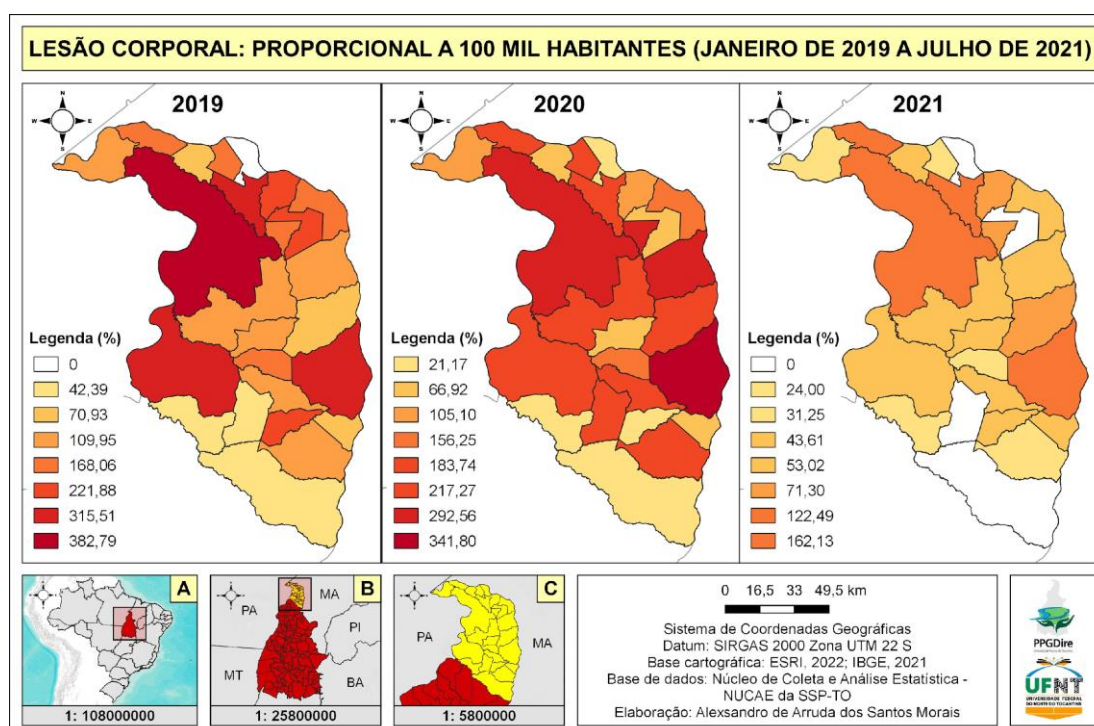 LESÃO CORPORAL: PROPORCIONAL A 100 MIL HABITANTES (JANEIRO DE 2019 A JULHO DE 2021)
2019
N
W E
S
Legenda (%)
0
42,39
70,93
109,95
168,06
221,88
315,51
382,79
2020
N
W E
S
Legenda (%)
21,17
66,92
105,10
156,25
183,74
217,27
292,56
341,80
2021
N
W E
S
Legenda (%)
0
24,00
31,25
43,61
53,02
71,30
122,49
162,13
A
1: 108000000
B
PA
MA
PI
MT
BA
1: 25800000
C
PA
MA
1: 5800000
0 16,5 33 49,5 km
Sistema de Coordenadas Geográficas
Datum: SIRGAS 2000 Zona UTM 22 S
Base cartográfica: ESRI, 2022; IBGE, 2021
Base de dados: Núcleo de Coleta e Análise Estatística -
NUCAE da SSP-TO
Elaboração: Alexsandro de Arruda dos Santos Morais
PPGDire
UFNT
UNIVERSIDADE FEDERAL
DO NORTE DO TOCANTINS